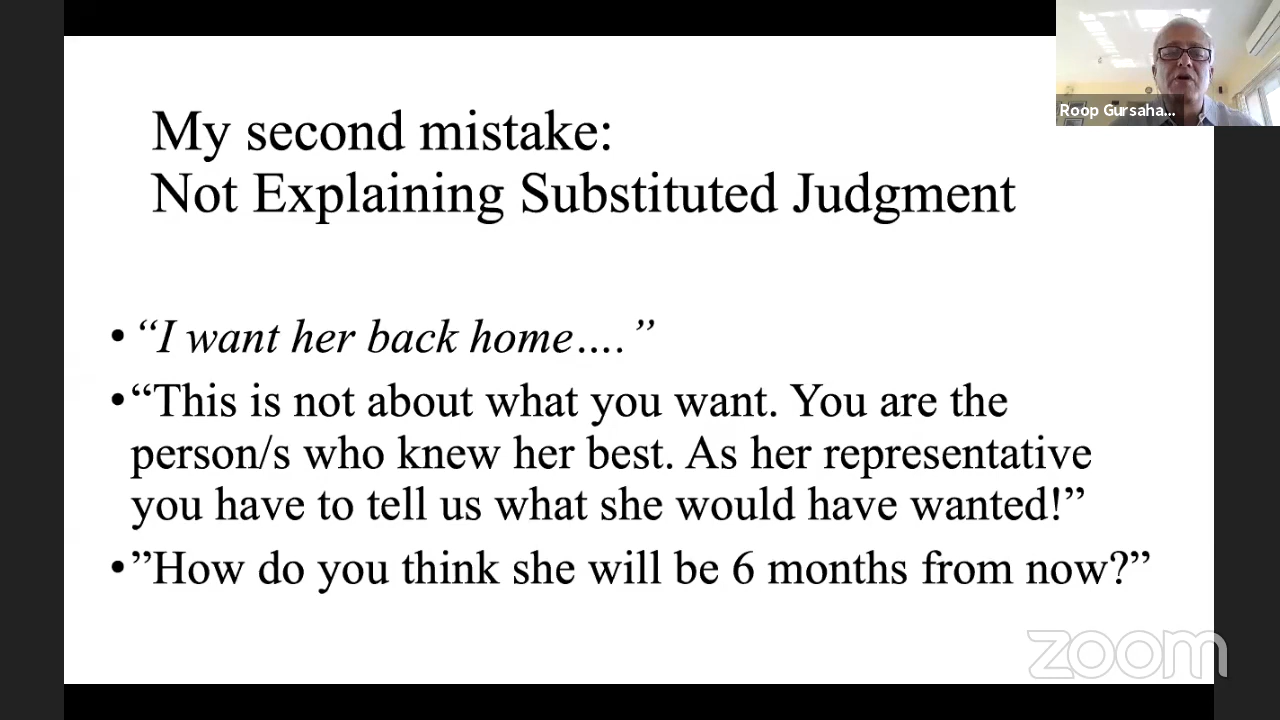 Roop Gursaha...
My second mistake:
Not Explaining Substituted Judgment
• “I want her back home....”
• “This is not about what you want. You are the
person/s who knew her best. As her representative
you have to tell us what she would have wanted!”
• ”How do you think she will be 6 months from now?”
zoom